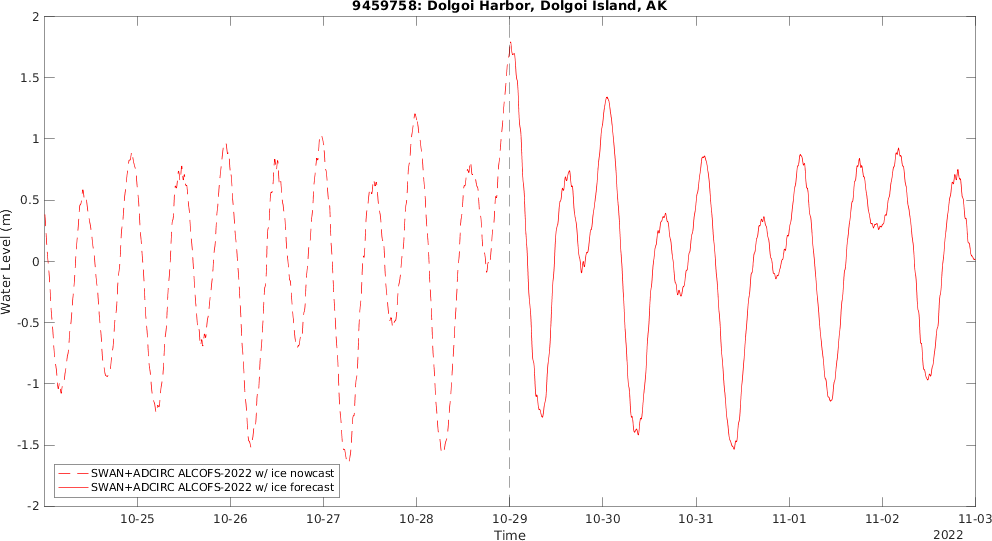 9459758: Dolgoi Harbor, Dolgoi Island, AK
2
1.5
1
0.5
0
-0.5
-1
-1.5
-2
Water Level (m)
SWAN+ADCIRC ALCOFS-2022 w/ ice nowcast
SWAN+ADCIRC ALCOFS-2022 w/ ice forecast
10-25 10-26 10-27 10-28 10-29 10-30 10-31 11-01 11-02 11-03
Time
2022